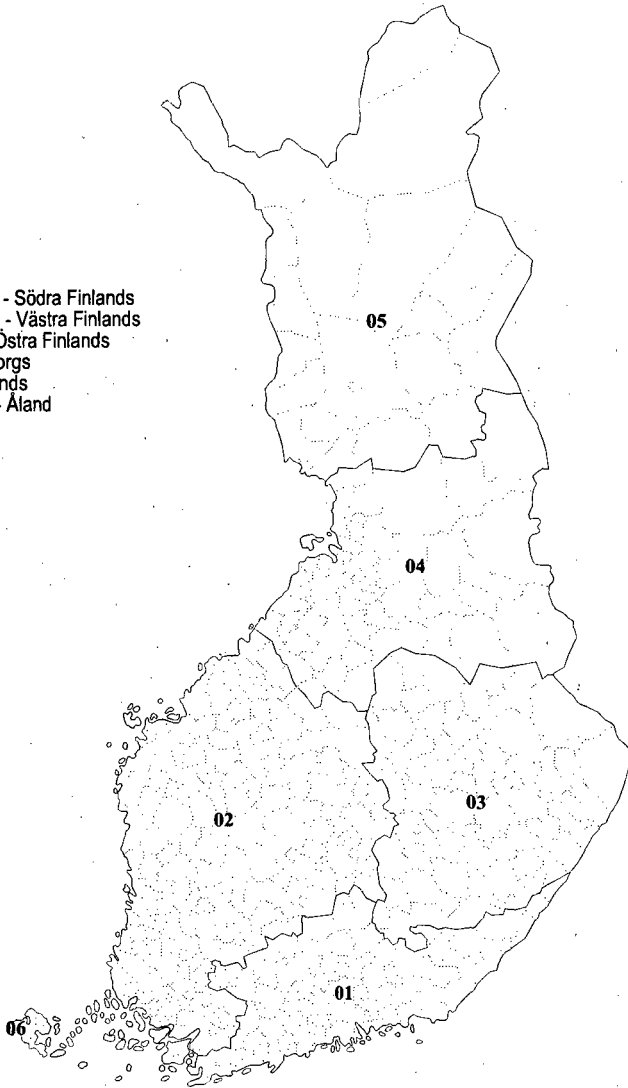 - Södra Finlands
- Västra Finlands
Östra Finlands
orgs
nds
- Åland
05
04
03
02
01
06